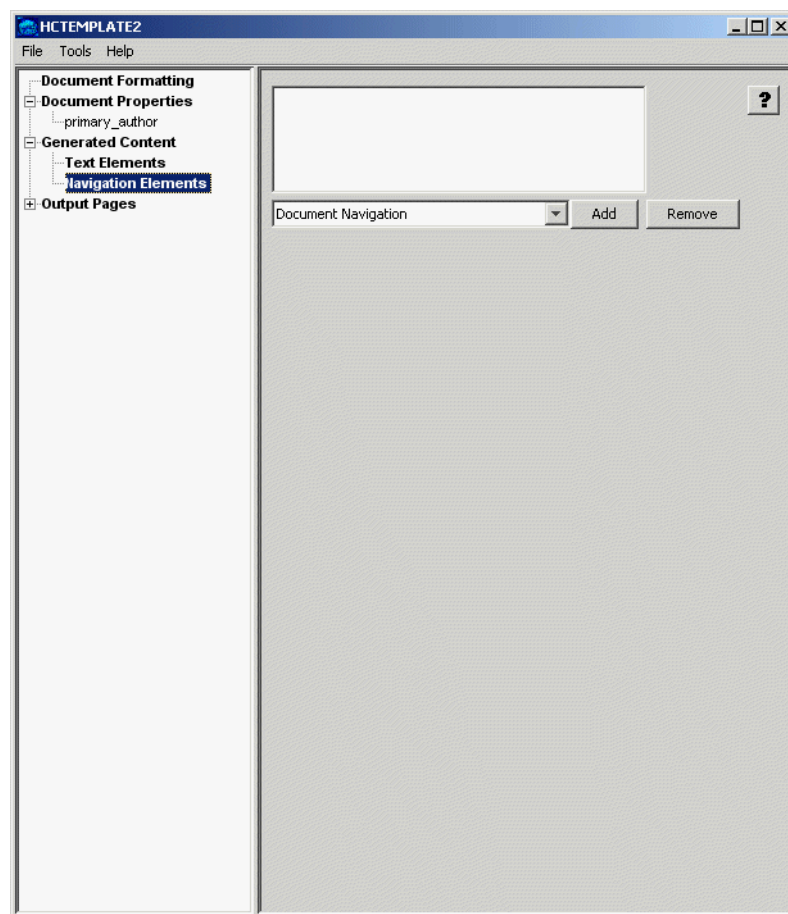 HCTEMPLATE2
File Tools Help
Document Formatting
Document Properties
primary_author
Generated Content
Text Elements
Navigation Elements
Output Pages
?
Document Navigation
Add
Remove